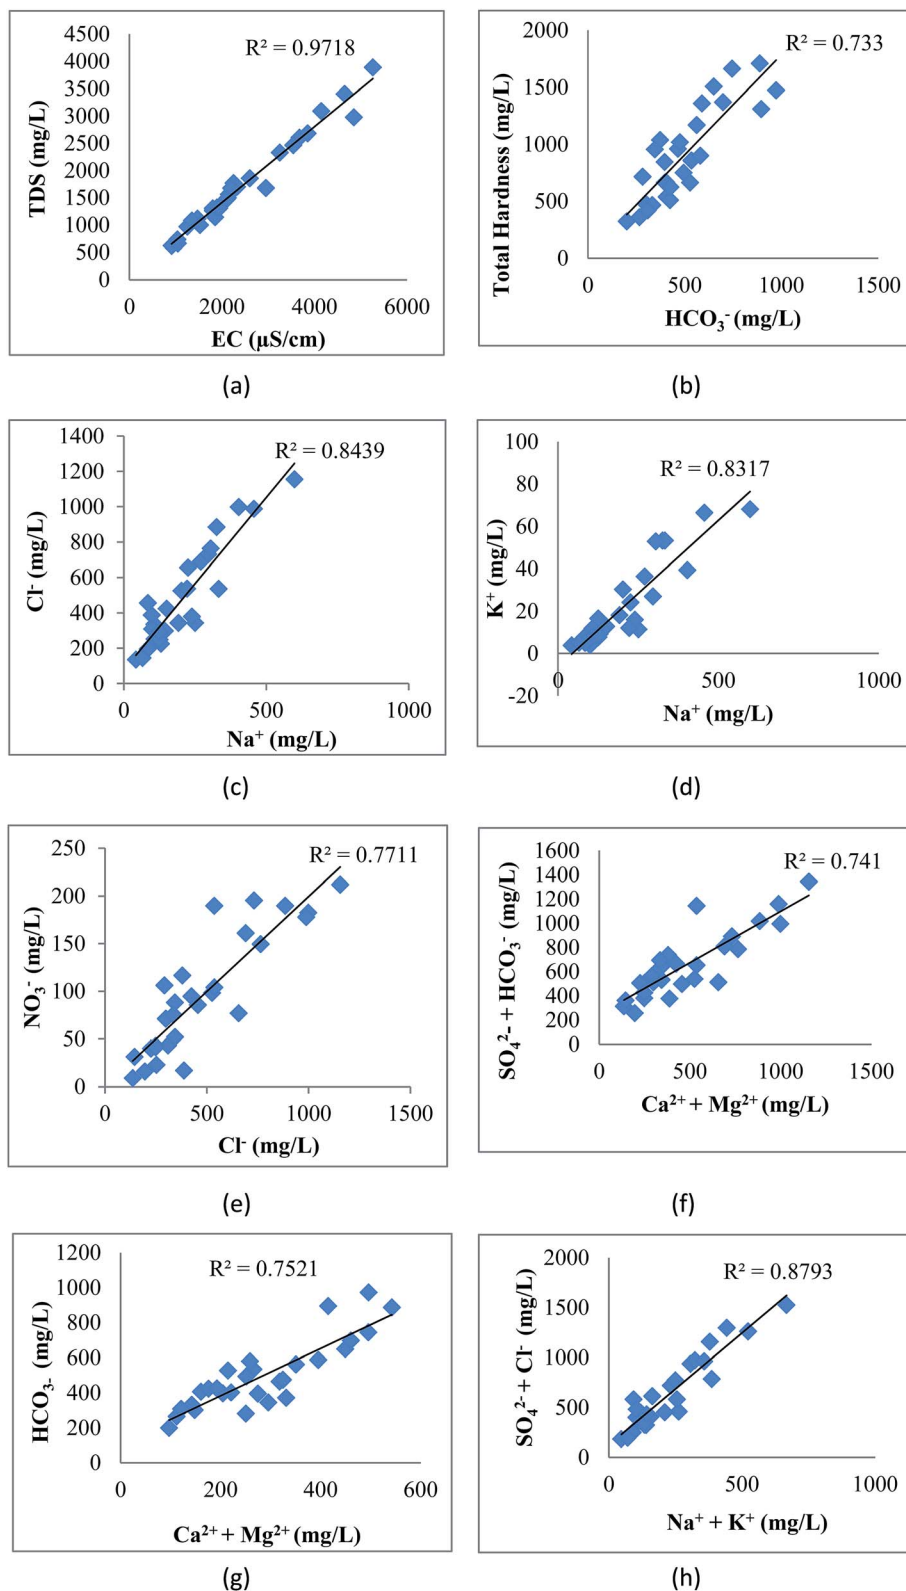 R² = 0.9718
TDS (mg/L)
4500
4000
3500
3000
2500
2000
1500
1000
500
0
0 2000 4000 6000
EC (µS/cm)
(a)
R² = 0.733
Total Hardness (mg/L)
2000
1500
1000
500
0
0 500 1000 1500
HCO₃⁻ (mg/L)
(b)
R² = 0.8439
Cl⁻ (mg/L)
1400
1200
1000
800
600
400
200
0
0 500 1000
Na⁺ (mg/L)
(c)
R² = 0.8317
K⁺ (mg/L)
100
80
60
40
20
0
-20
0 500 1000
Na⁺ (mg/L)
(d)
R² = 0.7711
NO₃⁻ (mg/L)
250
200
150
100
50
0
0 500 1000 1500
Cl⁻ (mg/L)
(e)
R² = 0.741
SO₄²⁻ + HCO₃⁻ (mg/L)
1600
1400
1200
1000
800
600
400
200
0
0 500 1000 1500
Ca²⁺ + Mg²⁺ (mg/L)
(f)
R² = 0.7521
HCO₃₋ (mg/L)
1200
1000
800
600
400
200
0
0 200 400 600
Ca²⁺ + Mg²⁺ (mg/L)
(g)
R² = 0.8793
SO₄²⁻ + Cl⁻ (mg/L)
2000
1500
1000
500
0
0 500 1000
Na⁺ + K⁺ (mg/L)
(h)